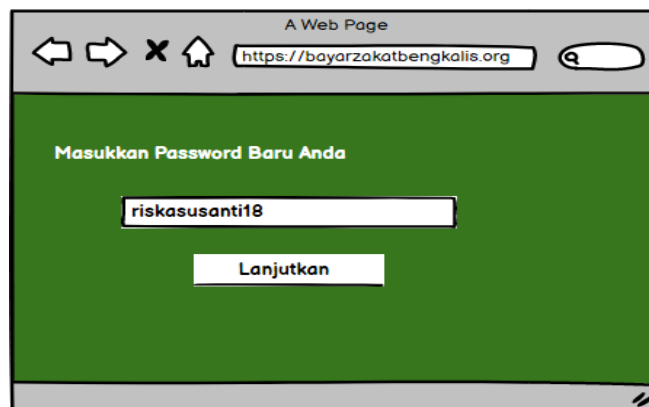 A Web Page
https://bayarzakatbengkalis.org
Masukkan Password Baru Anda
riskasusanti18
Lanjutkan